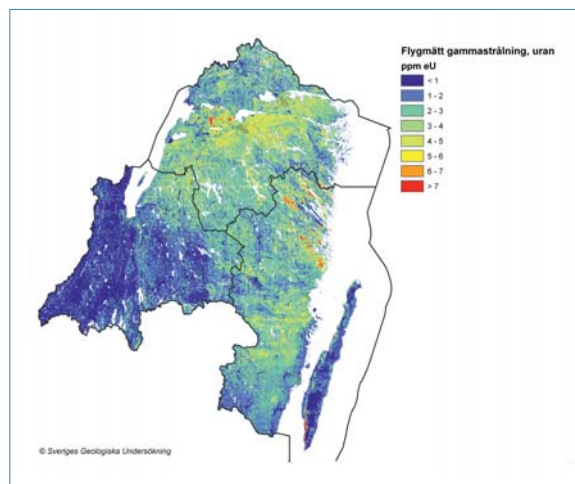 Flygmätt gammastrålning, uran
ppm eU
< 1
1 - 2
2 - 3
3 - 4
4 - 5
5 - 6
6 - 7
> 7
© Sveriges Geologiska Undersökning